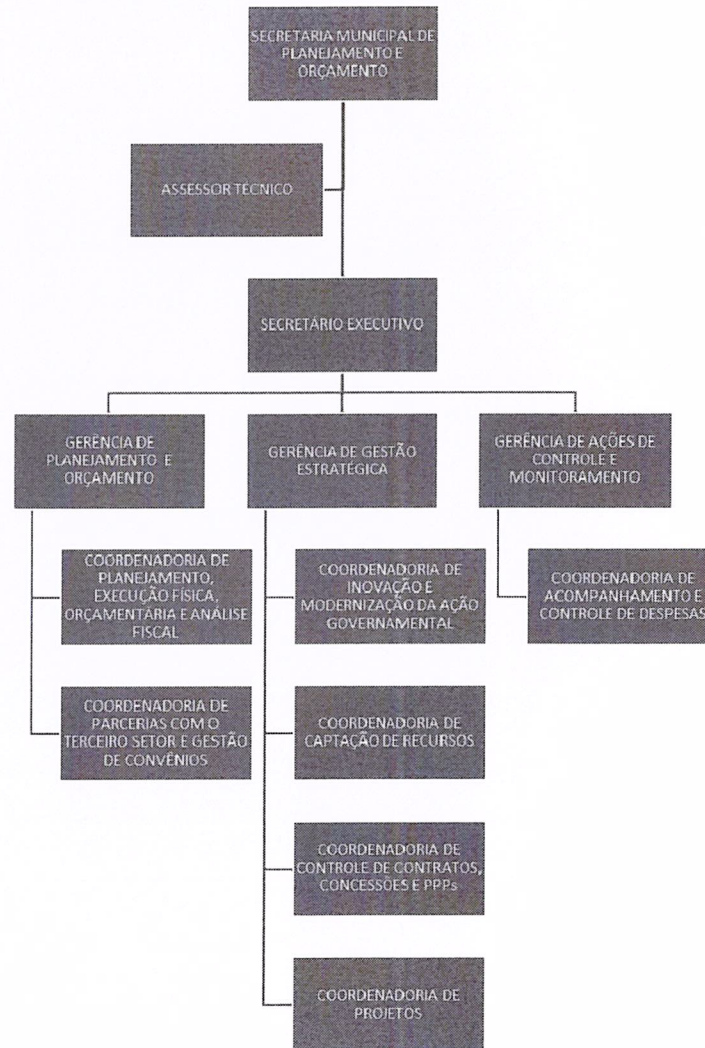 SECRETARIA MUNICIPAL DE
PLANEJAMENTO E
ORÇAMENTO
ASSESSOR TÉCNICO
SECRETÁRIO EXECUTIVO
GERÊNCIA DE
PLANEJAMENTO E
ORÇAMENTO
GERÊNCIA DE GESTÃO
ESTRATÉGICA
GERÊNCIA DE AÇÕES DE
CONTROLE E
MONITORAMENTO
COORDENADORIA DE
PLANEJAMENTO,
EXECUÇÃO FÍSICA,
ORÇAMENTÁRIA E ANÁLISE
FISCAL
COORDENADORIA DE
INOVAÇÃO E
MODERNIZAÇÃO DA AÇÃO
GOVERNAMENTAL
COORDENADORIA DE
ACOMPANHAMENTO E
CONTROLE DE DESPESAS
COORDENADORIA DE
PARCERIAS COM O
TERCEIRO SETOR E GESTÃO
DE CONVÊNIOS
COORDENADORIA DE
CAPTAÇÃO DE RECURSOS
COORDENADORIA DE
CONTROLE DE CONTRATOS,
CONCESSÕES E PPPs
COORDENADORIA DE
PROJETOS